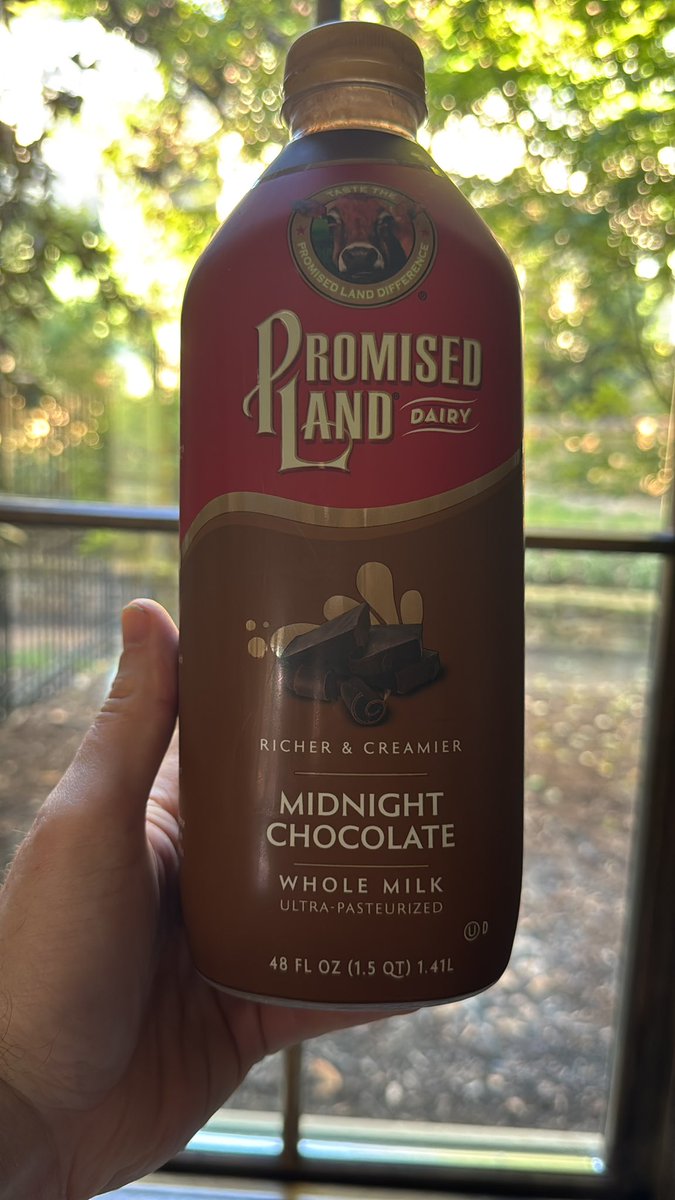 TASTE THE
PROMISED LAND DIFFERENCE
®
PROMISED
LAND® DAIRY
RICHER & CREAMIER
MIDNIGHT
CHOCOLATE
WHOLE MILK
ULTRA-PASTEURIZED
U D
48 FL OZ (1.5 QT) 1.41L